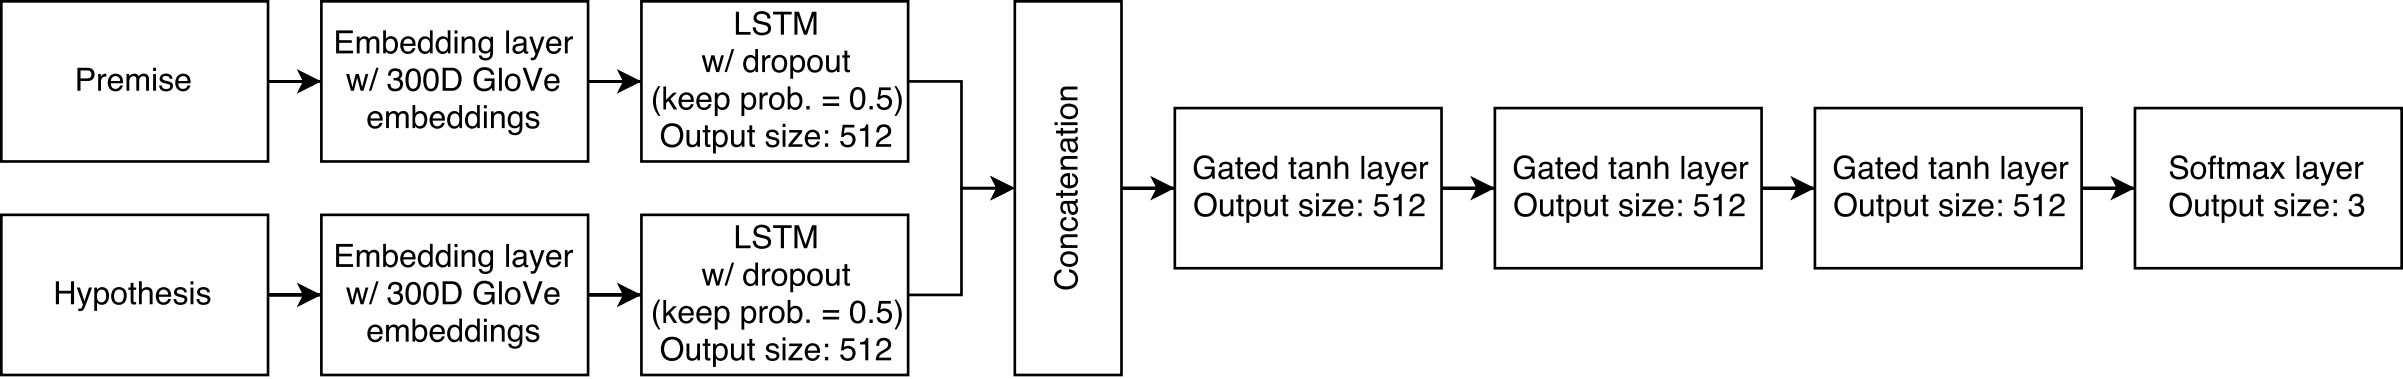 Premise
Embedding layer
w/ 300D GloVe
embeddings
LSTM
w/ dropout
(keep prob. = 0.5)
Output size: 512
Hypothesis
Embedding layer
w/ 300D GloVe
embeddings
LSTM
w/ dropout
(keep prob. = 0.5)
Output size: 512
Concatenation
Gated tanh layer
Output size: 512
Gated tanh layer
Output size: 512
Gated tanh layer
Output size: 512
Softmax layer
Output size: 3